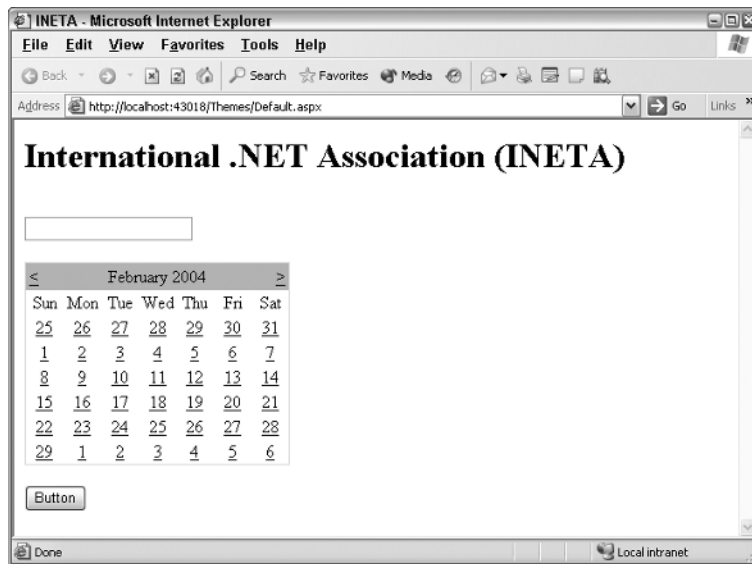 INETA - Microsoft Internet Explorer
File Edit View Favorites Tools Help
Back Search Favorites Media
Address http://localhost:43018/Themes/Default.aspx Go Links »
International .NET Association (INETA)
< February 2004 >
Sun Mon Tue Wed Thu Fri Sat
25 26 27 28 29 30 31
1 2 3 4 5 6 7
8 9 10 11 12 13 14
15 16 17 18 19 20 21
22 23 24 25 26 27 28
29 1 2 3 4 5 6
Button
Done Local intranet